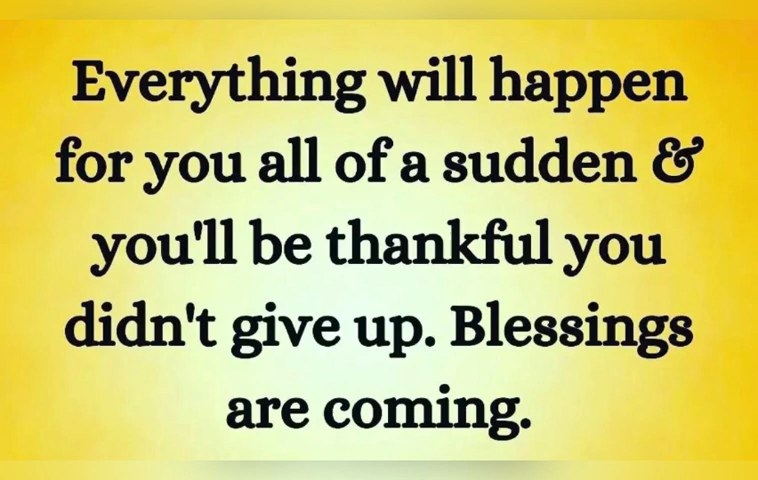 Everything will happen
for you all of a sudden &
you'll be thankful you
didn't give up. Blessings
are coming.